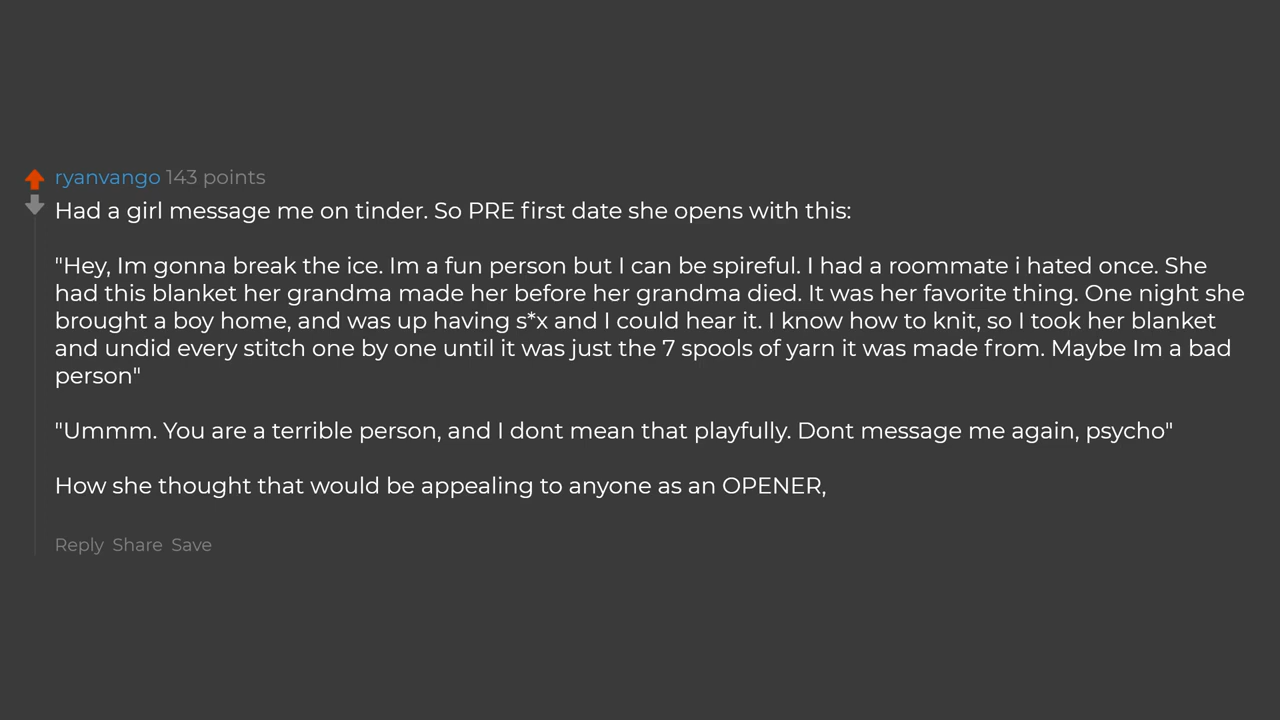 ryanvango 143 points
Had a girl message me on tinder. So PRE first date she opens with this:
"Hey, Im gonna break the ice. Im a fun person but I can be spireful. I had a roommate i hated once. She
had this blanket her grandma made her before her grandma died. It was her favorite thing. One night she
brought a boy home, and was up having s*x and I could hear it. I know how to knit, so I took her blanket
and undid every stitch one by one until it was just the 7 spools of yarn it was made from. Maybe Im a bad
person"
"Ummm. You are a terrible person, and I dont mean that playfully. Dont message me again, psycho"
How she thought that would be appealing to anyone as an OPENER,
Reply Share Save